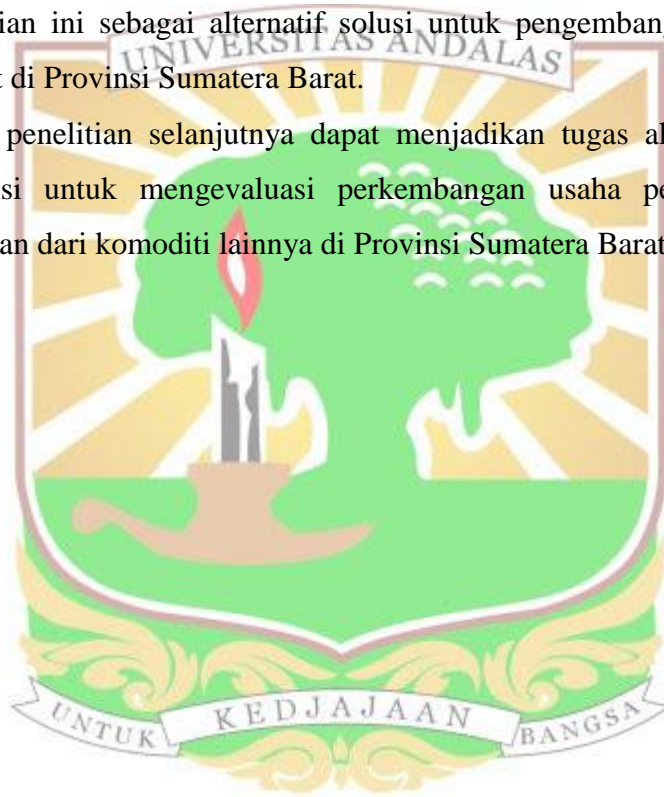 ian ini sebagai alternatif solusi untuk pengembang
UNIVERSITAS ANDALAS
t di Provinsi Sumatera Barat.
penelitian selanjutnya dapat menjadikan tugas al
si untuk mengevaluasi perkembangan usaha pe
an dari komoditi lainnya di Provinsi Sumatera Barat
UNTUK KEDJAJAAN BANGSA